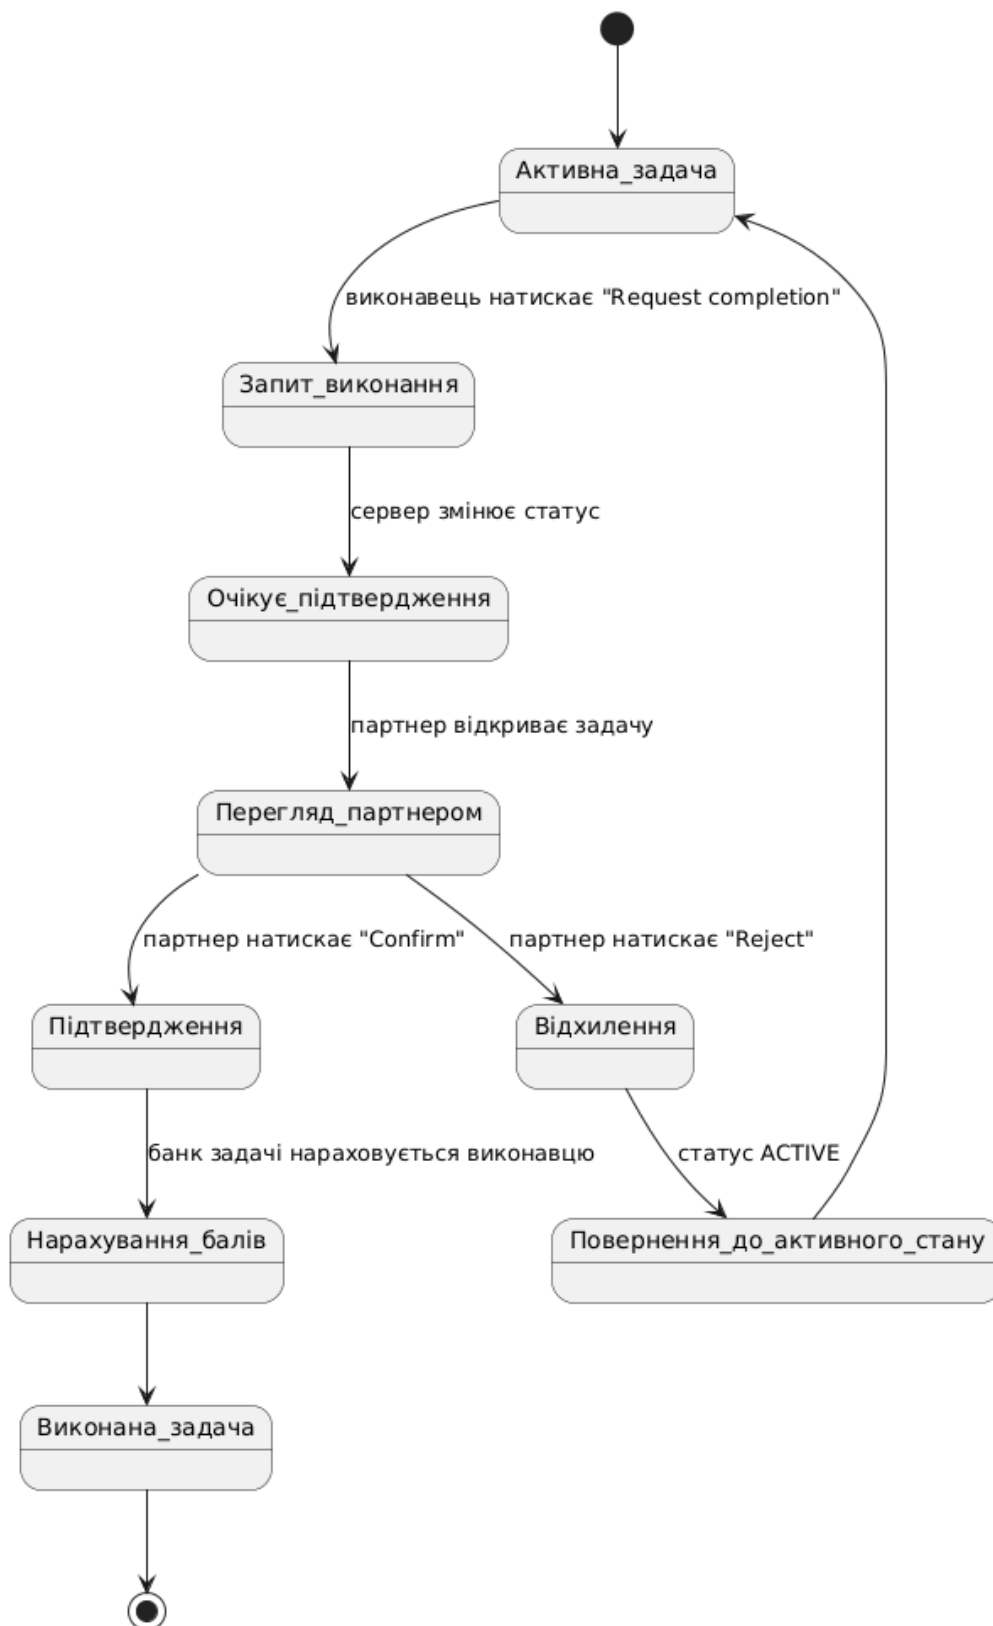 Активна_задача
виконавець натискає "Request completion"
Запит_виконання
сервер змінює статус
Очікує_підтвердження
партнер відкриває задачу
Перегляд_партнером
партнер натискає "Confirm"
партнер натискає "Reject"
Підтвердження
Відхилення
банк задачі нараховується виконавцю
статус ACTIVE
Нарахування_балів
Повернення_до_активного_стану
Виконана_задача